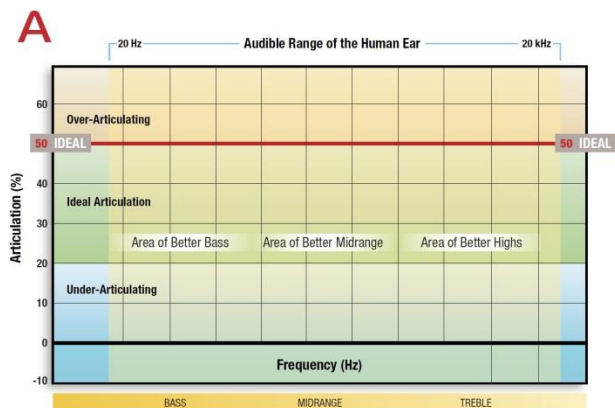 A
20 Hz Audible Range of the Human Ear 20 kHz
Articulation (%)
60
Over-Articulating
50 IDEAL
50 IDEAL
40
Ideal Articulation
30
Area of Better Bass Area of Better Midrange Area of Better Highs
20
Under-Articulating
10
0
Frequency (Hz)
-10
BASS MIDRANGE TREBLE